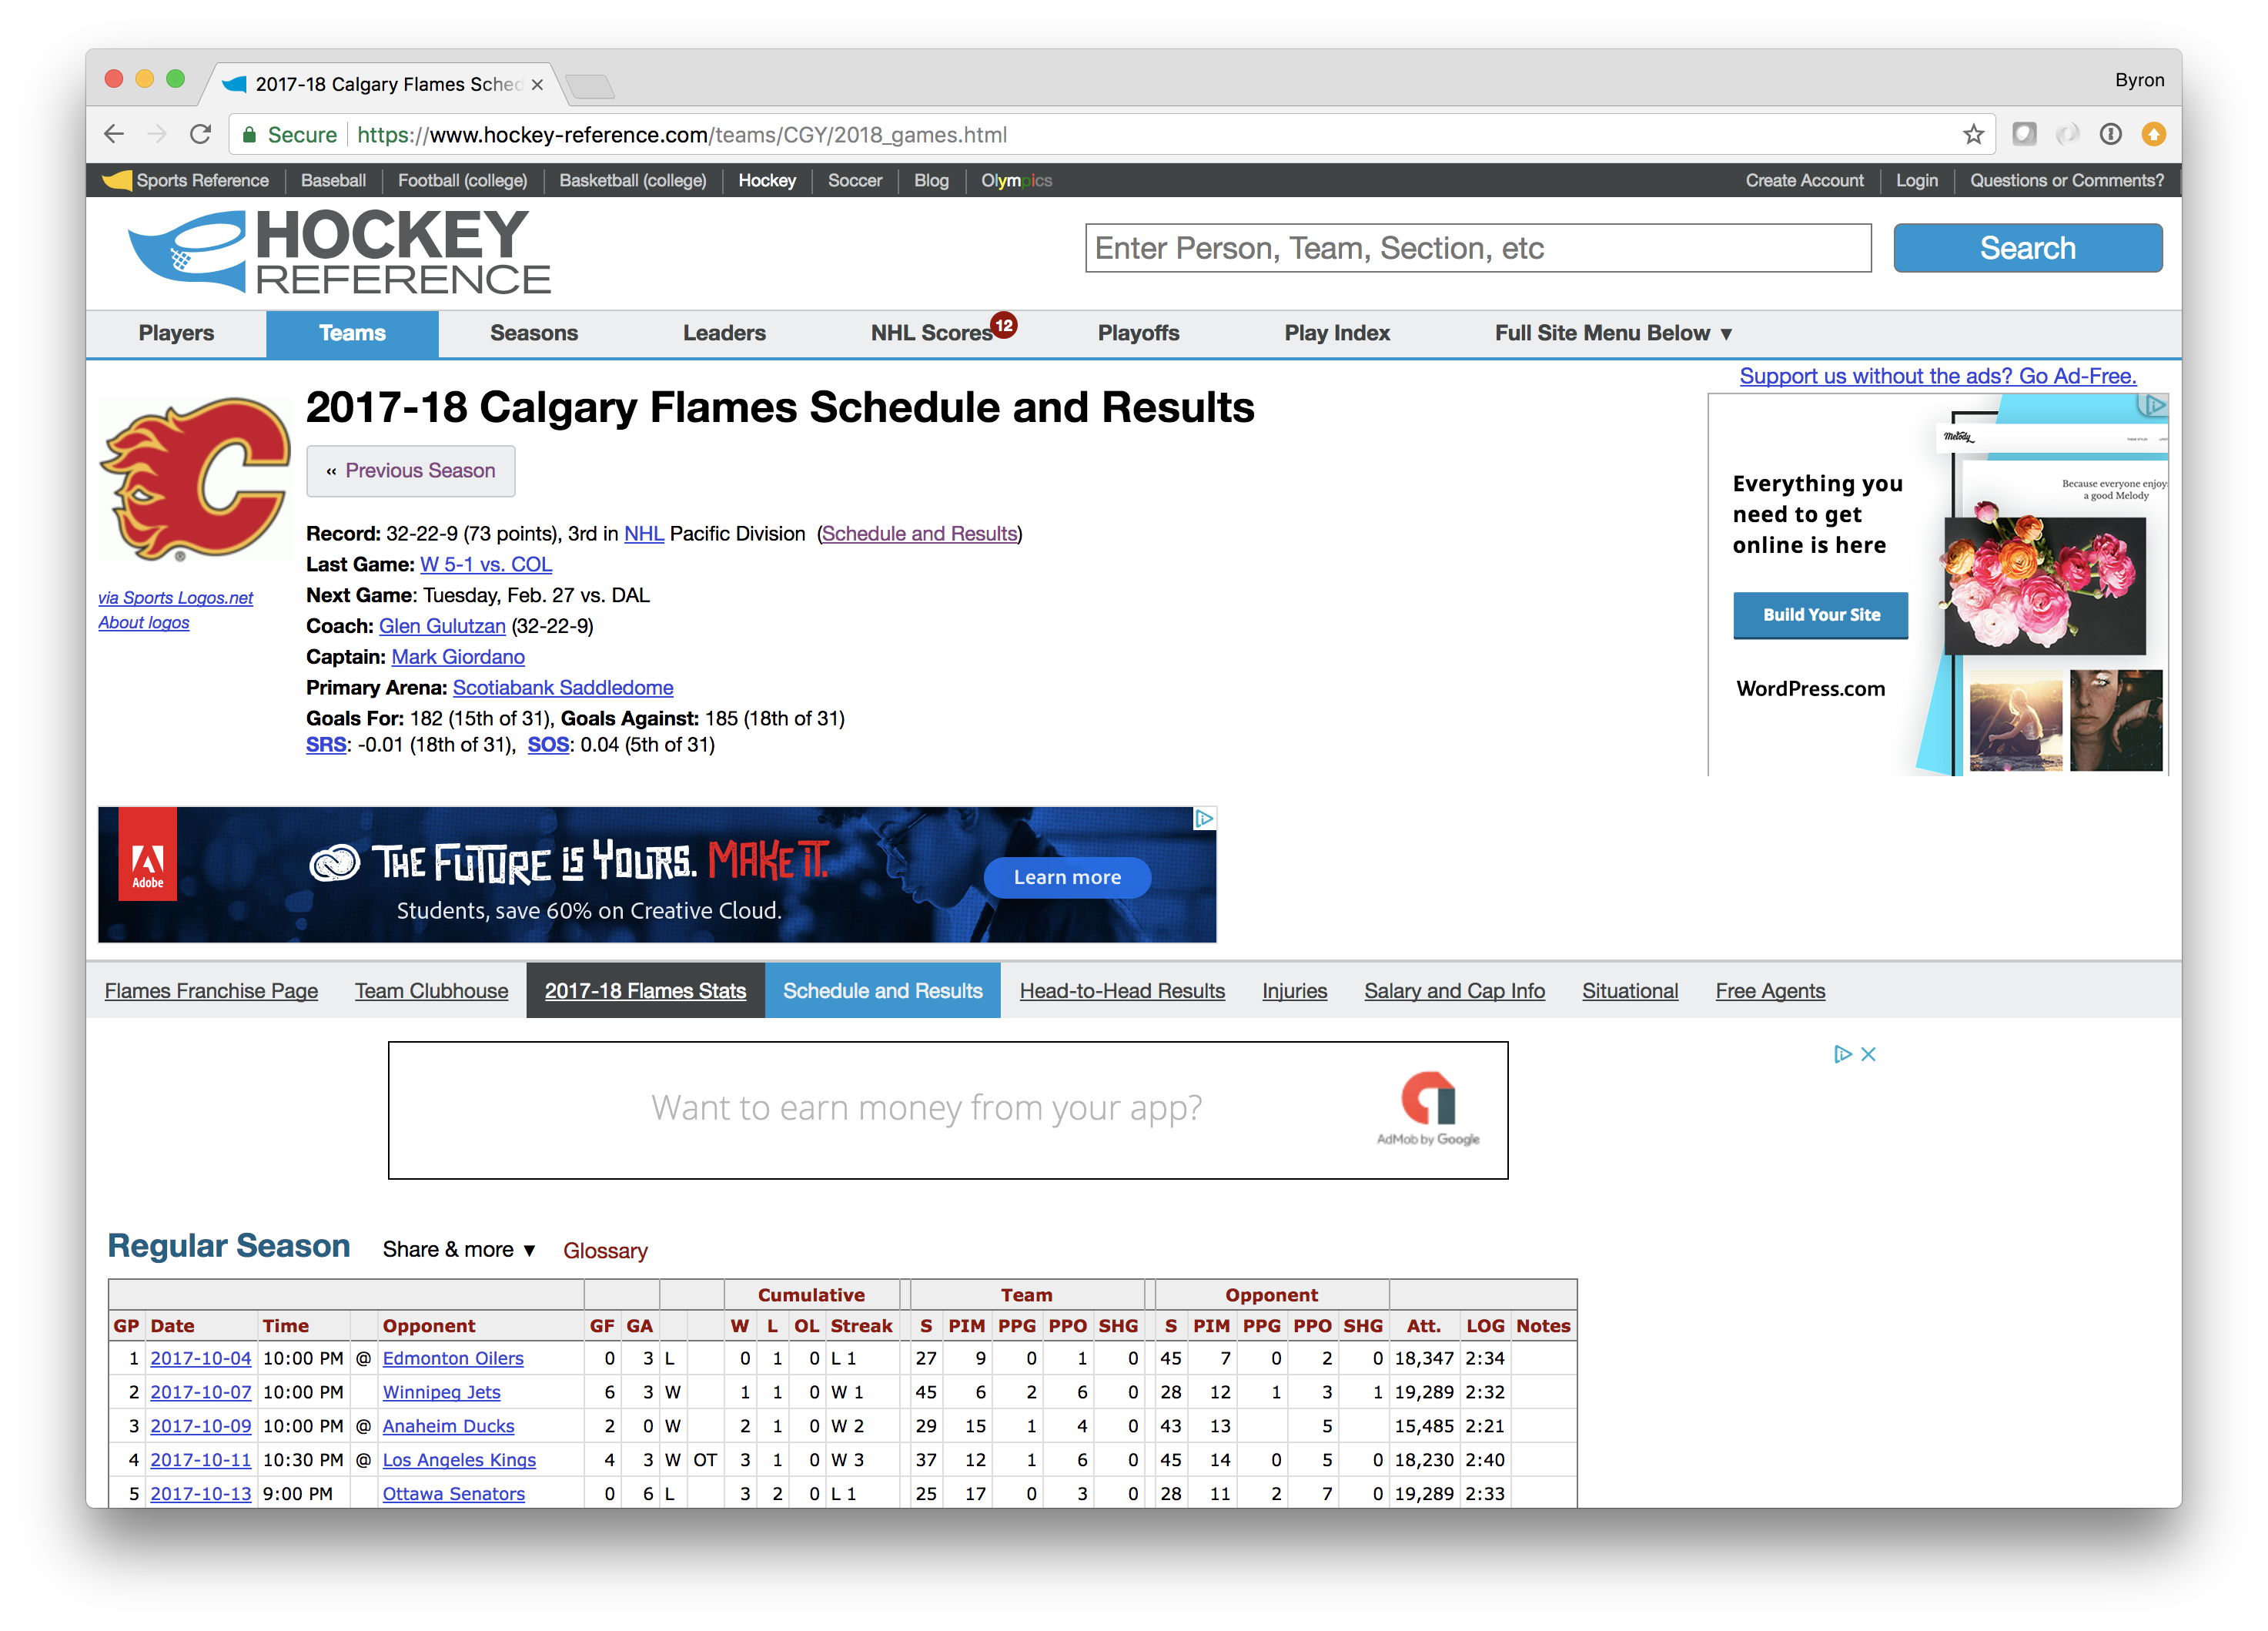 2017-18 Calgary Flames Sched
Byron
Secure https://www.hockey-reference.com/teams/CGY/2018_games.html
Sports Reference Baseball Football (college) Basketball (college) Hockey Soccer Blog Olympics Create Account Login Questions or Comments?
HOCKEY
REFERENCE
Enter Person, Team, Section, etc
Search
Players Teams Seasons Leaders NHL Scores 12 Playoffs Play Index Full Site Menu Below ▼
Support us without the ads? Go Ad-Free.
2017-18 Calgary Flames Schedule and Results
« Previous Season
Record: 32-22-9 (73 points), 3rd in NHL Pacific Division (Schedule and Results)
Last Game: W 5-1 vs. COL
Next Game: Tuesday, Feb. 27 vs. DAL
Coach: Glen Gulutzan (32-22-9)
Captain: Mark Giordano
Primary Arena: Scotiabank Saddledome
Goals For: 182 (15th of 31), Goals Against: 185 (18th of 31)
SRS: -0.01 (18th of 31), SOS: 0.04 (5th of 31)
via Sports Logos.net
About logos
Melody
Because everyone enjoy
a good Melody
Everything you
need to get
online is here
Build Your Site
WordPress.com
Adobe
THE FUTURE IS YOURS. MAKE IT.
Students, save 60% on Creative Cloud.
Learn more
Flames Franchise Page Team Clubhouse 2017-18 Flames Stats Schedule and Results Head-to-Head Results Injuries Salary and Cap Info Situational Free Agents
Want to earn money from your app?
AdMob by Google
Regular Season Share & more ▼ Glossary
Cumulative Team Opponent
GP Date Time Opponent GF GA W L OL Streak S PIM PPG PPO SHG S PIM PPG PPO SHG Att. LOG Notes
1 2017-10-04 10:00 PM @ Edmonton Oilers 0 3 L 0 1 0 L 1 27 9 0 1 0 45 7 0 2 0 18,347 2:34
2 2017-10-07 10:00 PM Winnipeg Jets 6 3 W 1 1 0 W 1 45 6 2 6 0 28 12 1 3 1 19,289 2:32
3 2017-10-09 10:00 PM @ Anaheim Ducks 2 0 W 2 1 0 W 2 29 15 1 4 0 43 13 5 15,485 2:21
4 2017-10-11 10:30 PM @ Los Angeles Kings 4 3 W OT 3 1 0 W 3 37 12 1 6 0 45 14 0 5 0 18,230 2:40
5 2017-10-13 9:00 PM Ottawa Senators 0 6 L 3 2 0 L 1 25 17 0 3 0 28 11 2 7 0 19,289 2:33